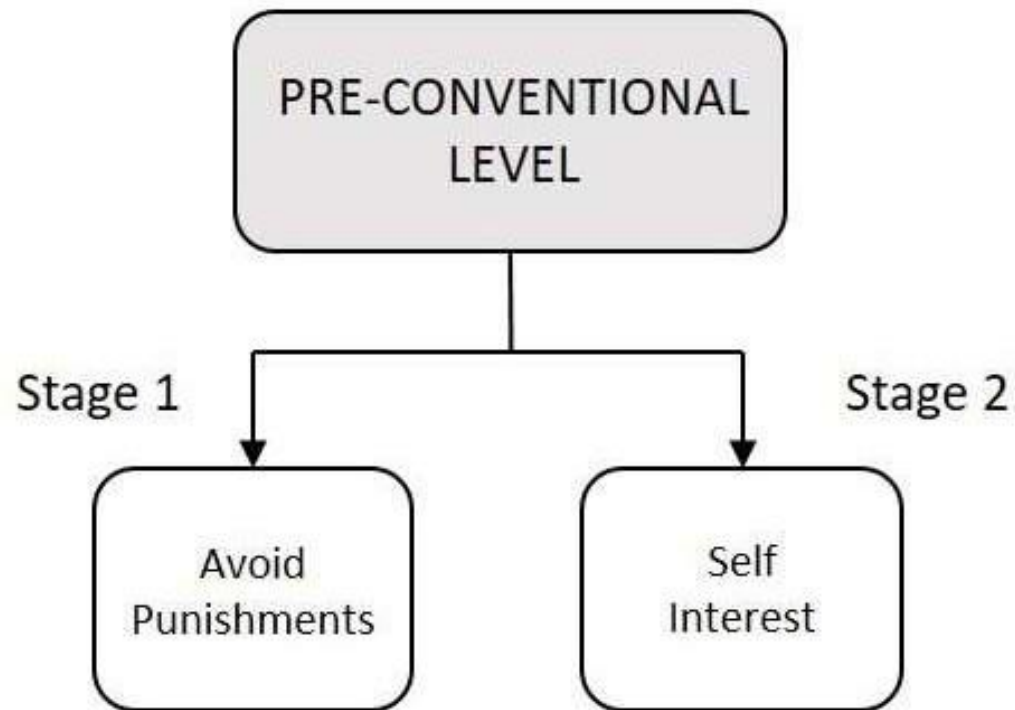 PRE-CONVENTIONAL
LEVEL
Stage 1
Stage 2
Avoid
Punishments
Self
Interest